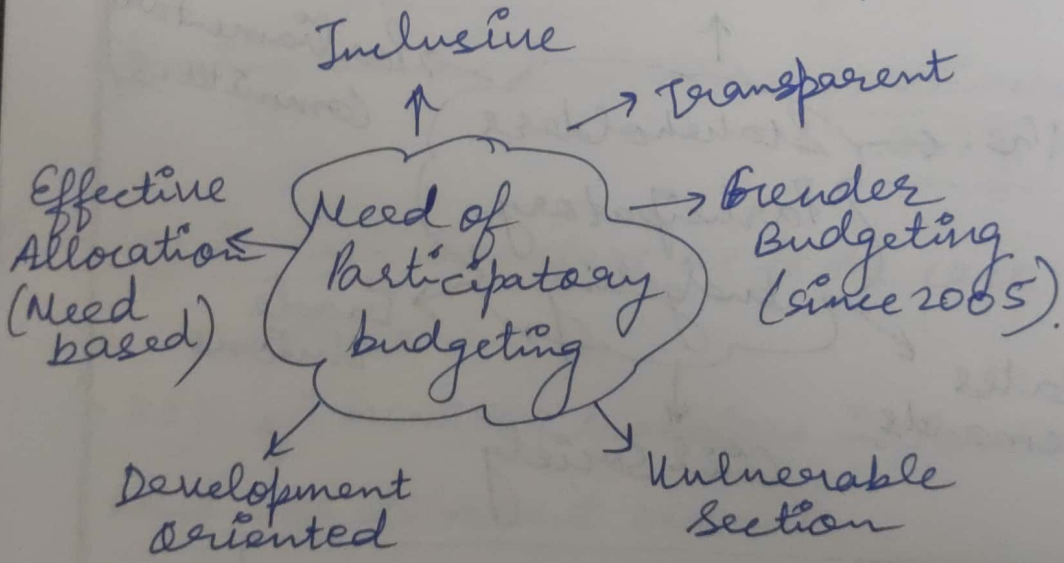 Inclusive
Transparent
Effective
Allocation
(Need
based)
Need of
Participatory
budgeting
Gender
Budgeting
(since 2005).
Development
oriented
Vulnerable
Section